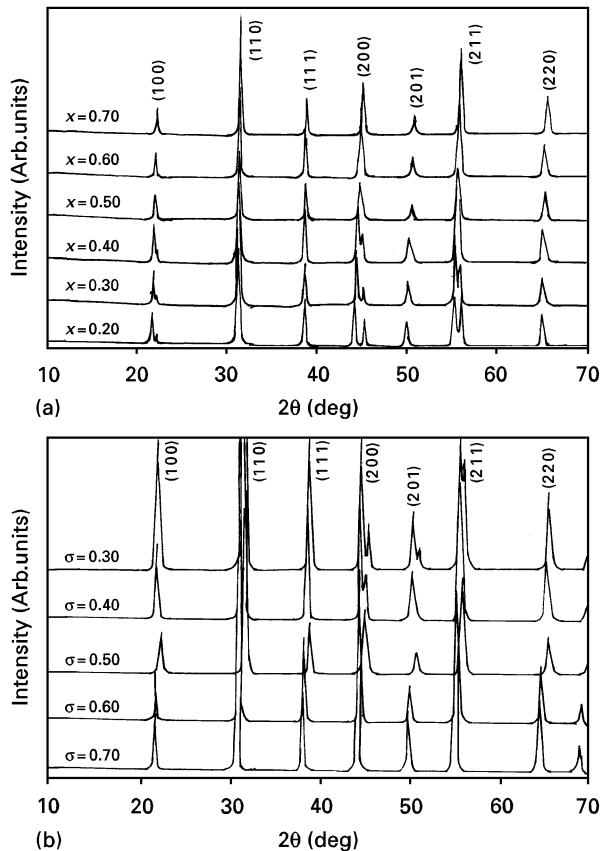 (100)
(110)
(111)
(200)
(201)
(211)
(220)
Intensity (Arb.units)
x=0.70
x=0.60
x=0.50
x=0.40
x=0.30
x=0.20
10 20 30 40 50 60 70
(a) 2θ (deg)
(100)
(110)
(111)
(200)
(201)
(211)
(220)
Intensity (Arb.units)
σ=0.30
σ=0.40
σ=0.50
σ=0.60
σ=0.70
10 20 30 40 50 60 70
(b) 2θ (deg)